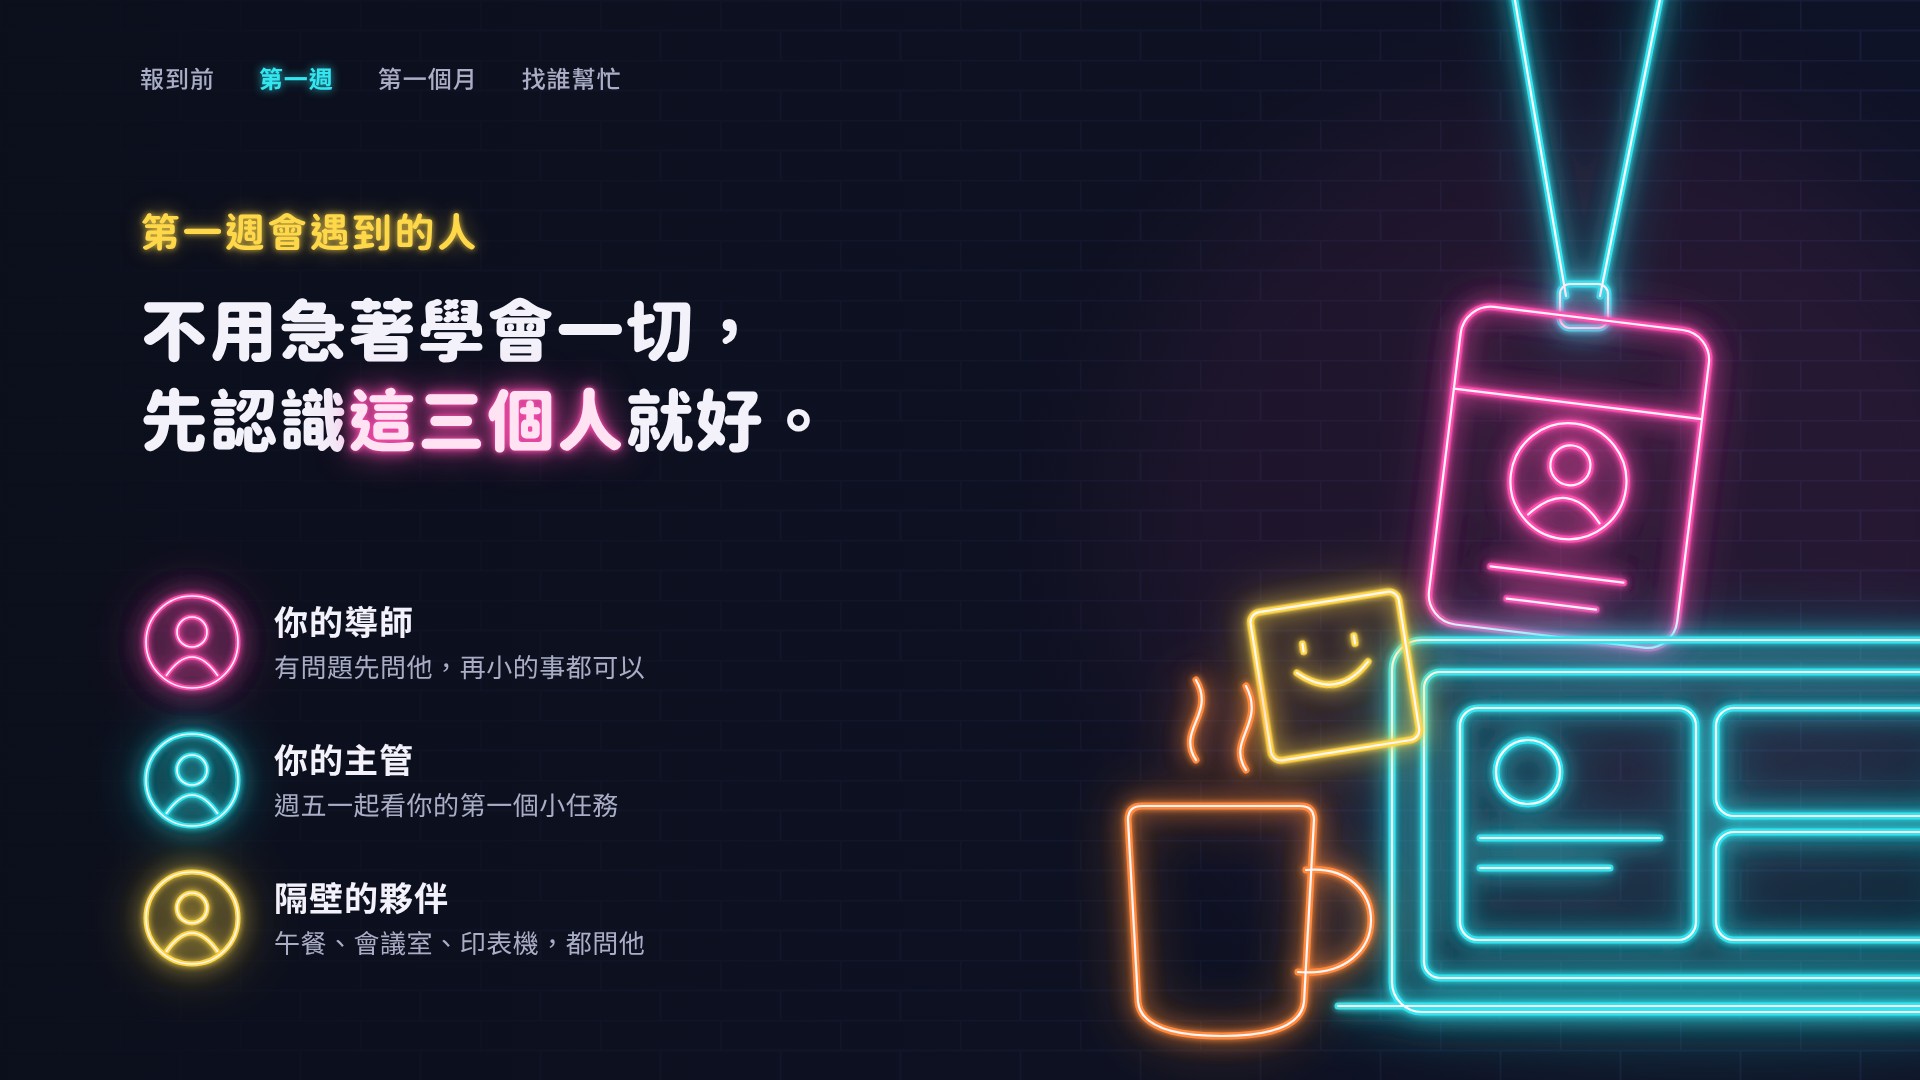 報到前 第一週 第一個月 找誰幫忙
第一週會遇到的人
不用急著學會一切，
先認識這三個人就好。
你的導師
有問題先問他，再小的事都可以
你的主管
週五一起看你的第一個小任務
隔壁的夥伴
午餐、會議室、印表機，都問他